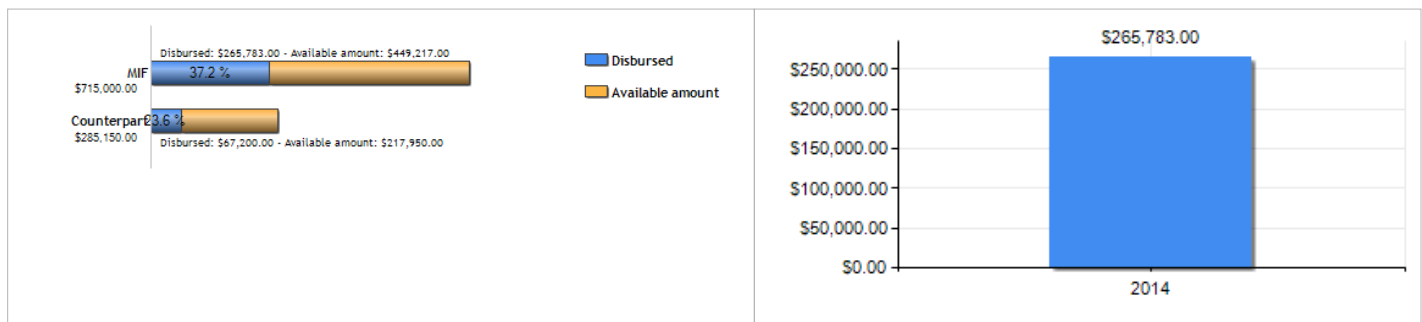 Disbursed: $265,783.00 - Available amount: $449,217.00
MIF
37.2 %
$715,000.00
Counterpart
23.6 %
$285,150.00
Disbursed: $67,200.00 - Available amount: $217,950.00
Disbursed
Available amount
$265,783.00
$250,000.00
$200,000.00
$150,000.00
$100,000.00
$50,000.00
$0.00
2014